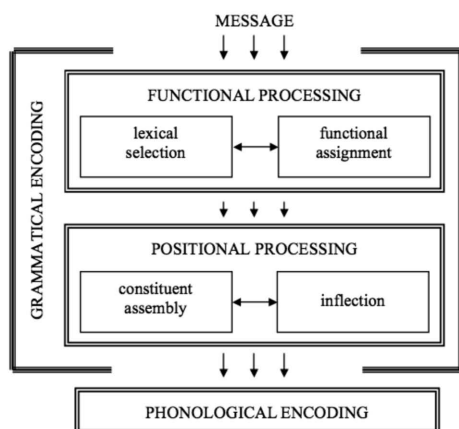 MESSAGE
GRAMMATICAL ENCODING
FUNCTIONAL PROCESSING
lexical
selection
functional
assignment
POSITIONAL PROCESSING
constituent
assembly
inflection
PHONOLOGICAL ENCODING